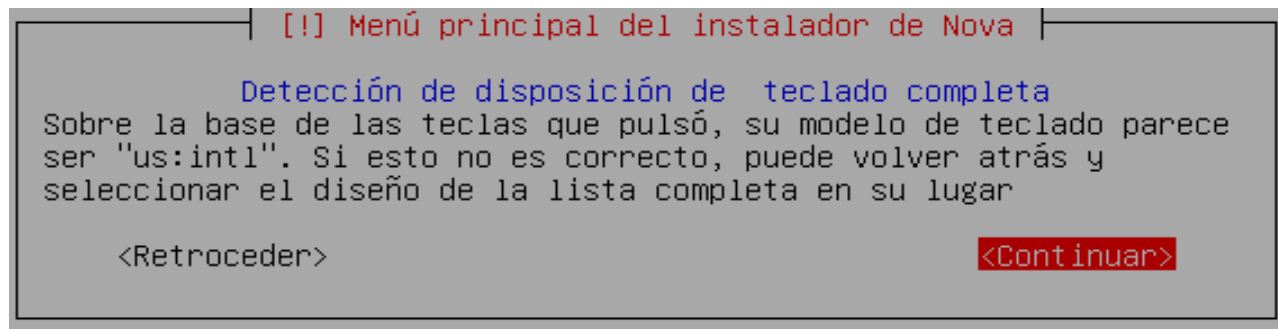 [!] Menú principal del instalador de Nova
Detección de disposición de  teclado completa
Sobre la base de las teclas que pulsó, su modelo de teclado parece
ser "us:intl". Si esto no es correcto, puede volver atrás y
seleccionar el diseño de la lista completa en su lugar
<Retroceder> <Continuar>